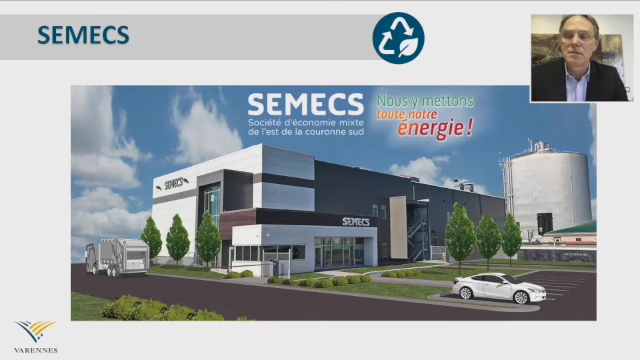 SEMECS
SEMECS
Société d'économie mixte
de l'est de la couronne sud
Nous y mettons
toute notre
énergie !
SEMECS
SEMECS
VARENNES